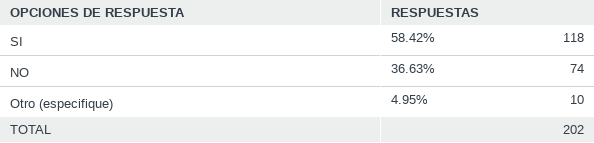 OPCIONES DE RESPUESTA RESPUESTAS
SI 58.42% 118
NO 36.63% 74
Otro (especifique) 4.95% 10
TOTAL 202